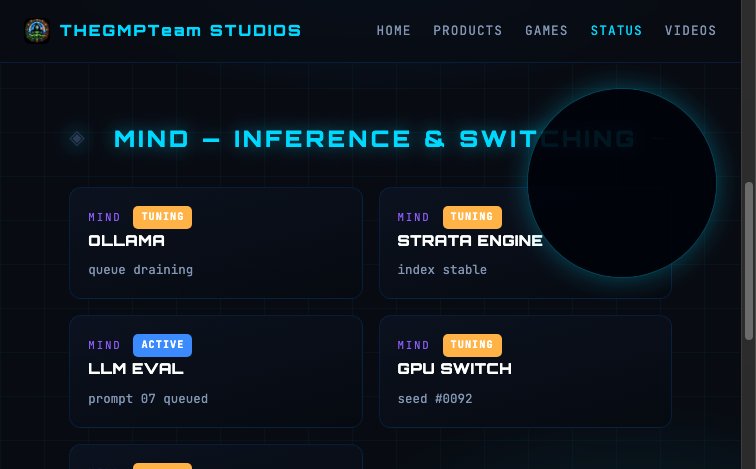 THEGMPTeam STUDIOS
HOME PRODUCTS GAMES STATUS VIDEOS
MIND — INFERENCE & SWITCHING —
MIND TUNING
OLLAMA
queue draining
MIND TUNING
STRATA ENGINE
index stable
MIND ACTIVE
LLM EVAL
prompt 07 queued
MIND TUNING
GPU SWITCH
seed #0092
TUNING